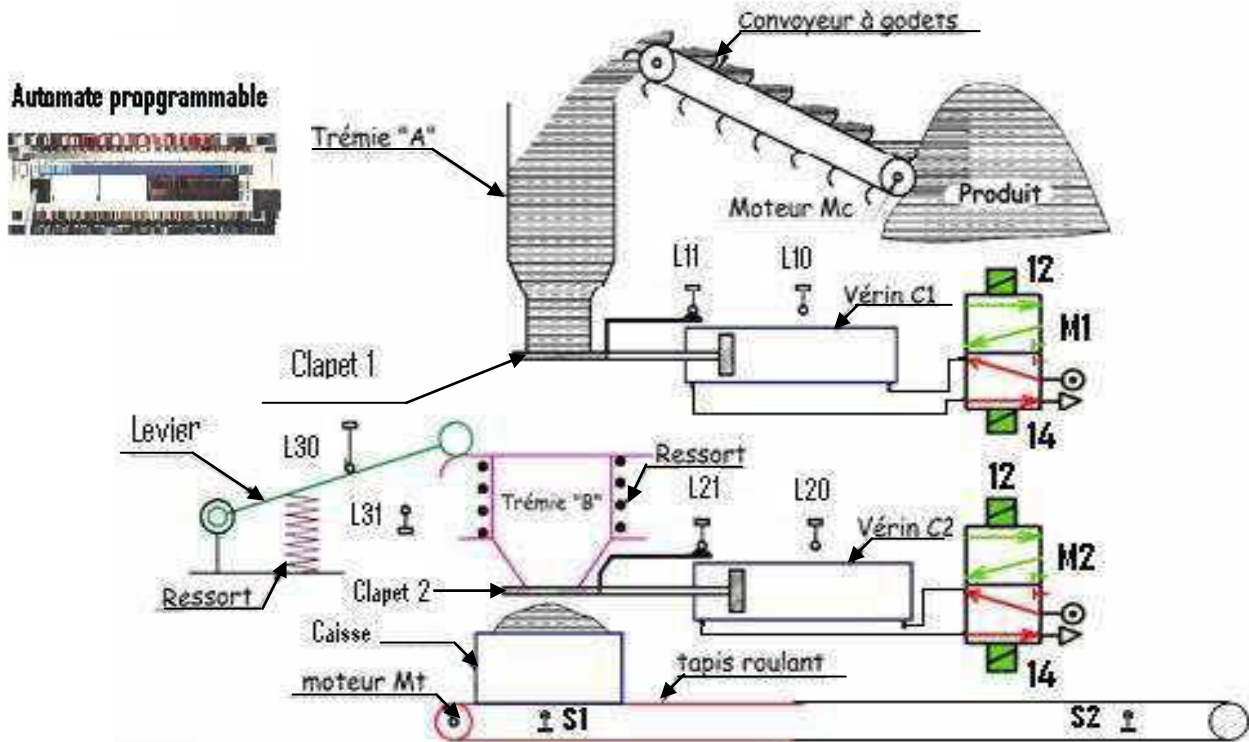 Convoyeur à godets
Automate propgrammable
Trémie "A"
Moteur Mc
Produit
L11
L10
12
Vérin C1
M1
Clapet 1
14
Levier
L30
Ressort
12
L31
Trémie "B"
L21
L20
Vérin C2
M2
Ressort
Clapet 2
Caisse
14
moteur Mt
tapis roulant
S1
S2